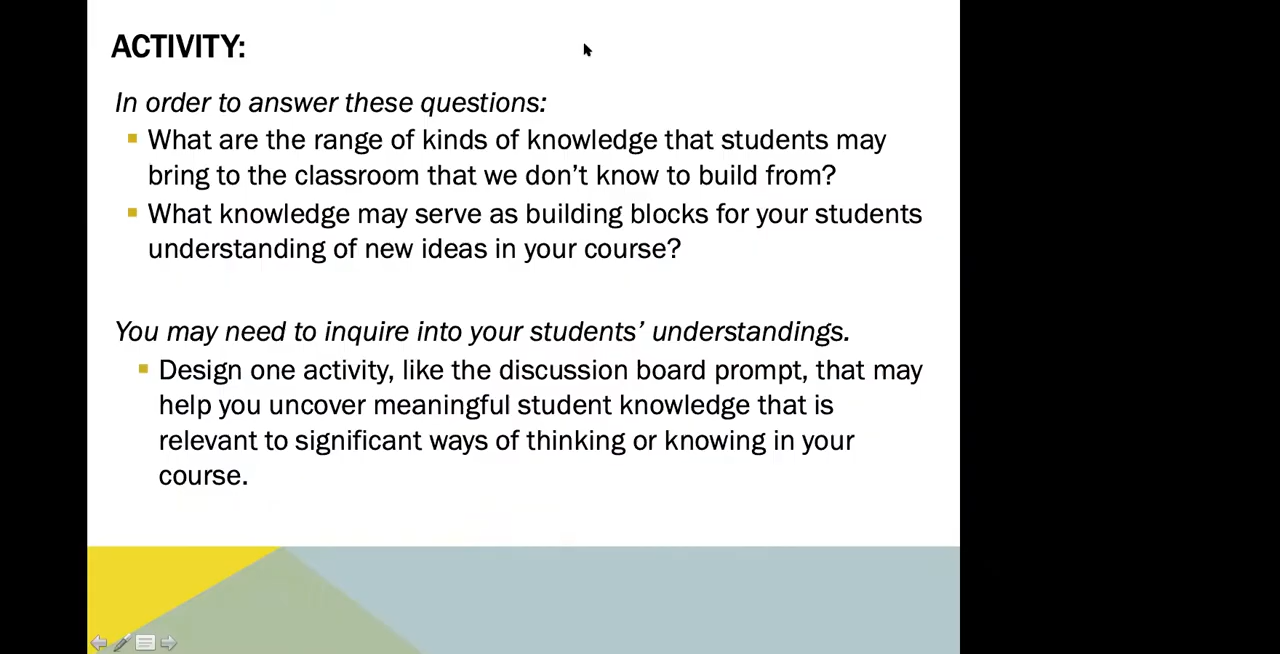 ACTIVITY:
In order to answer these questions:
What are the range of kinds of knowledge that students may
bring to the classroom that we don’t know to build from?
What knowledge may serve as building blocks for your students
understanding of new ideas in your course?
You may need to inquire into your students’ understandings.
Design one activity, like the discussion board prompt, that may
help you uncover meaningful student knowledge that is
relevant to significant ways of thinking or knowing in your
course.